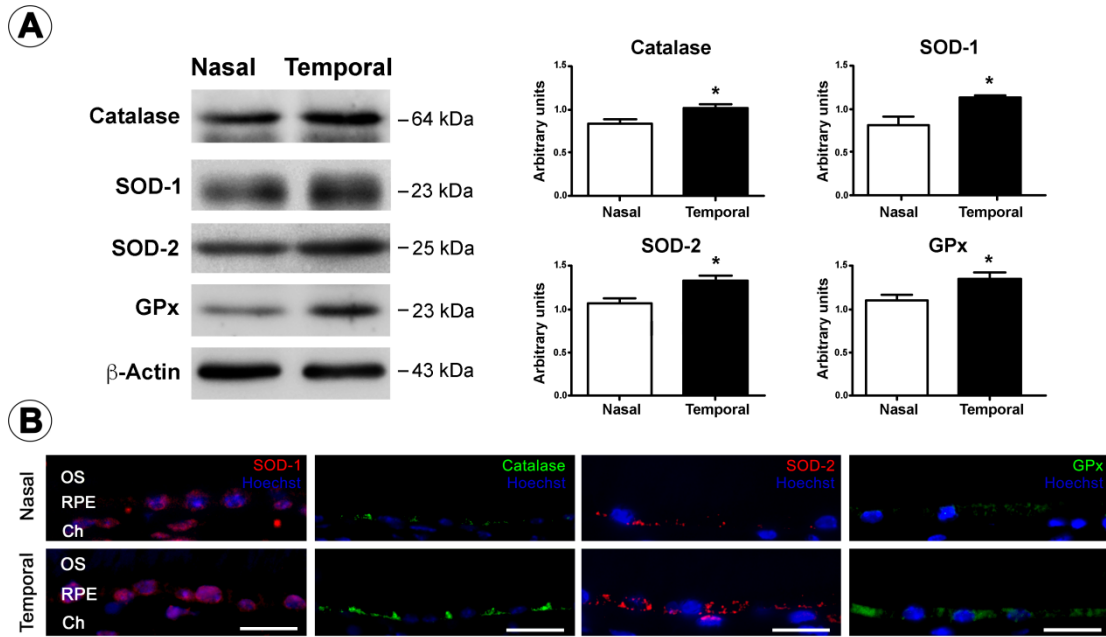 A
Nasal Temporal
Catalase
–64 kDa
SOD-1
–23 kDa
SOD-2
–25 kDa
GPx
–23 kDa
β-Actin
–43 kDa
Catalase
Arbitrary units
1.5
1.0
0.5
0.0
*
Nasal Temporal
SOD-1
Arbitrary units
1.5
1.0
0.5
0.0
*
Nasal Temporal
SOD-2
Arbitrary units
1.5
1.0
0.5
0.0
*
Nasal Temporal
GPx
Arbitrary units
1.5
1.0
0.5
0.0
*
Nasal Temporal
B
Nasal
OS
RPE
Ch
SOD-1
Hoechst
Catalase
Hoechst
SOD-2
Hoechst
GPx
Hoechst
Temporal
OS
RPE
Ch